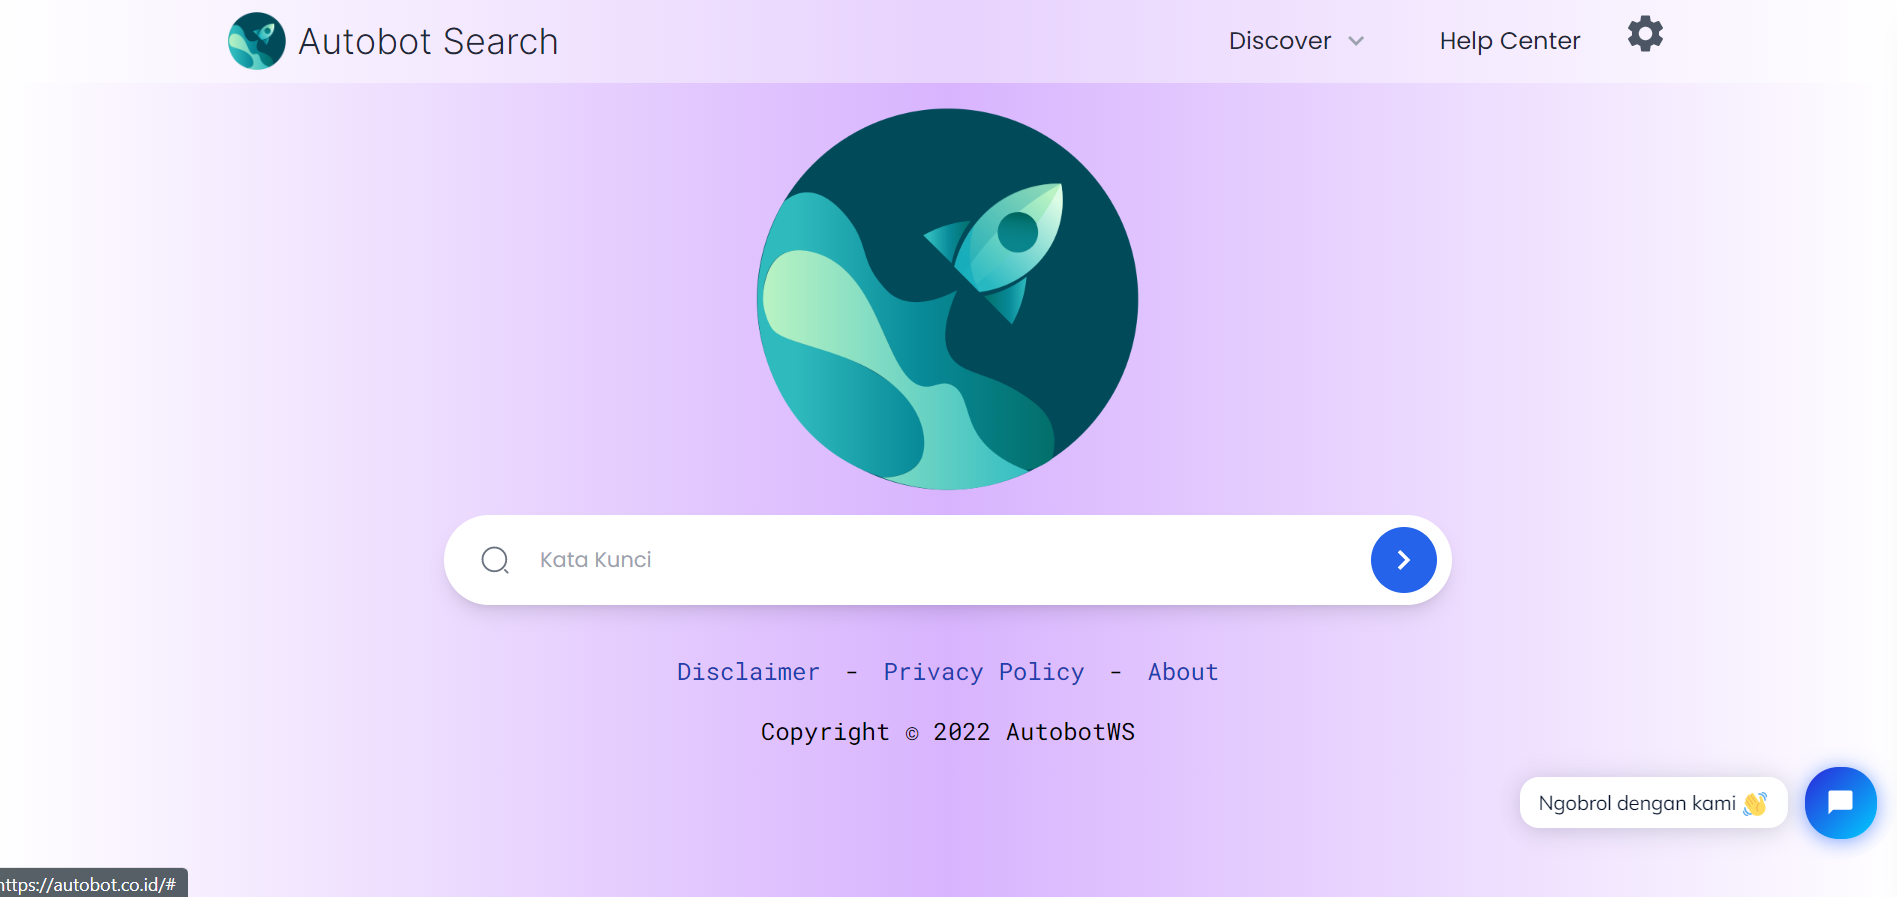 Autobot Search
Discover
Help Center
Kata Kunci
Disclaimer - Privacy Policy - About
Copyright © 2022 AutobotWS
Ngobrol dengan kami 👋
https://autobot.co.id/#